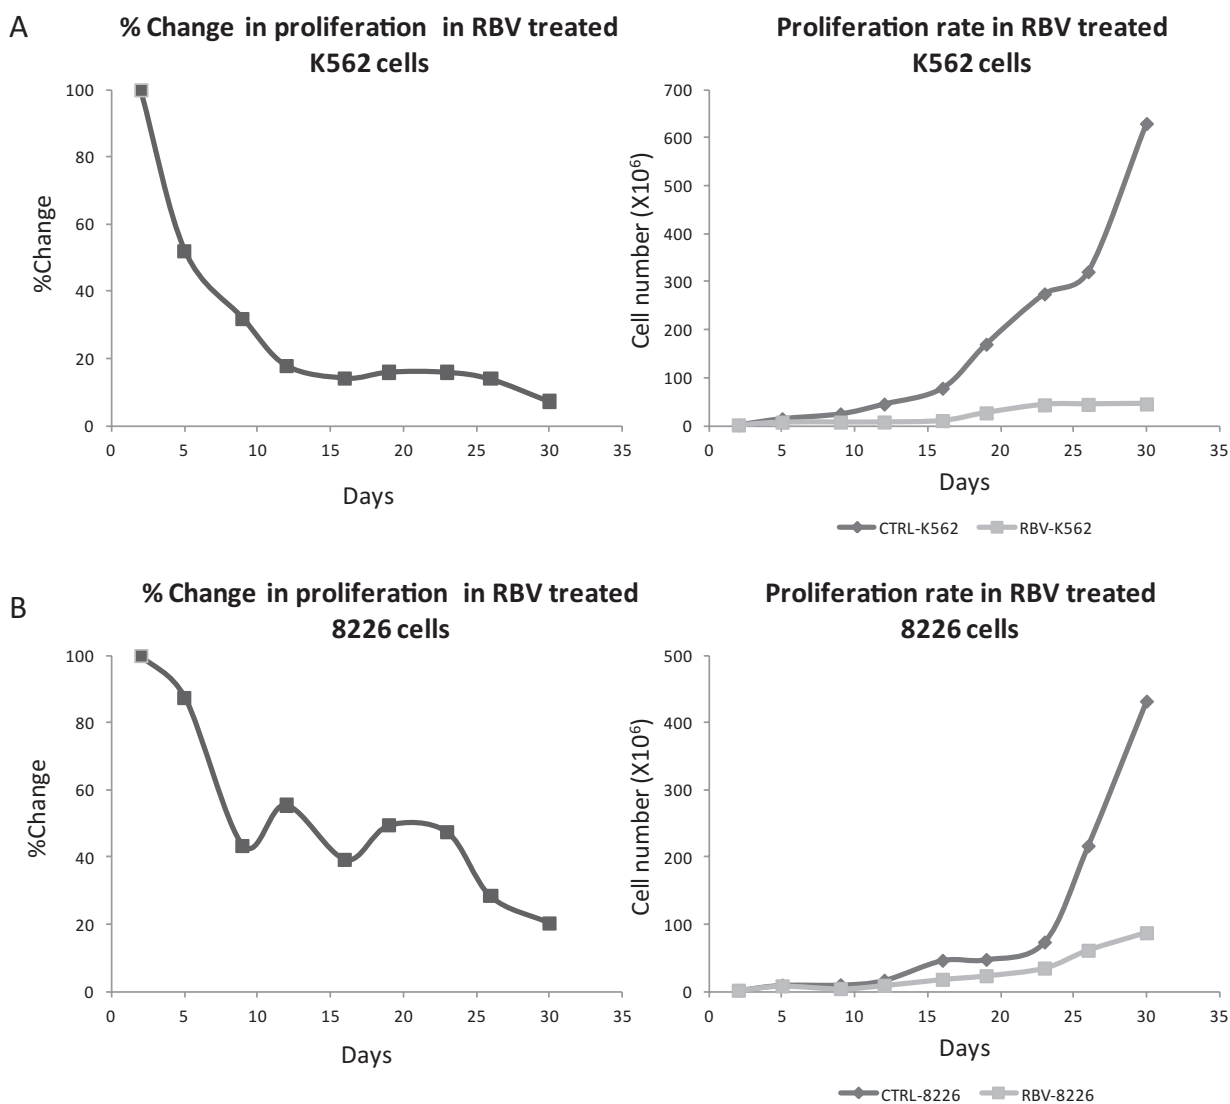 A
% Change in proliferation in RBV treated
K562 cells
%Change
100
80
60
40
20
0
0 5 10 15 20 25 30 35
Days
Proliferation rate in RBV treated
K562 cells
Cell number (X10⁶)
700
600
500
400
300
200
100
0
0 5 10 15 20 25 30 35
Days
CTRL-K562 RBV-K562
B
% Change in proliferation in RBV treated
8226 cells
%Change
100
80
60
40
20
0
0 5 10 15 20 25 30 35
Days
Proliferation rate in RBV treated
8226 cells
Cell number (X10⁶)
500
400
300
200
100
0
0 5 10 15 20 25 30 35
Days
CTRL-8226 RBV-8226